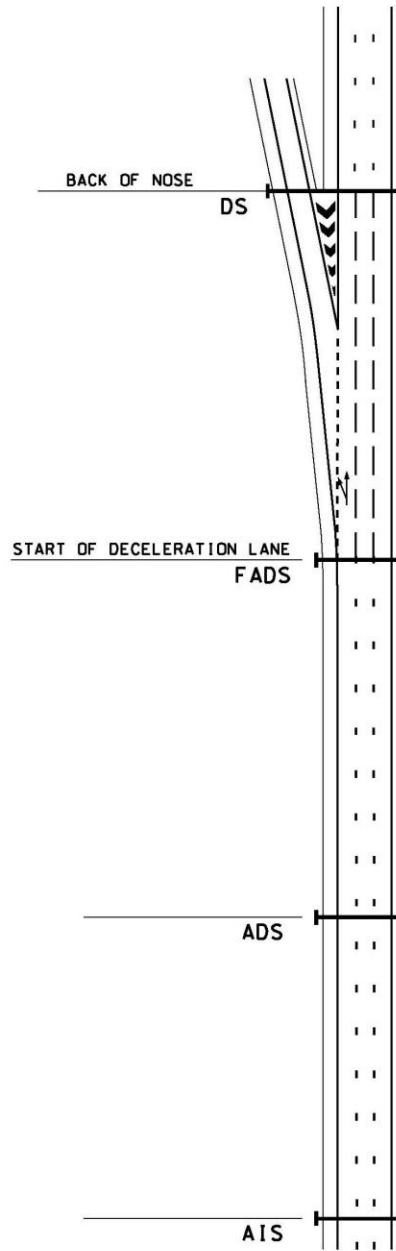 BACK OF NOSE
DS
START OF DECELERATION LANE
FADS
ADS
AIS